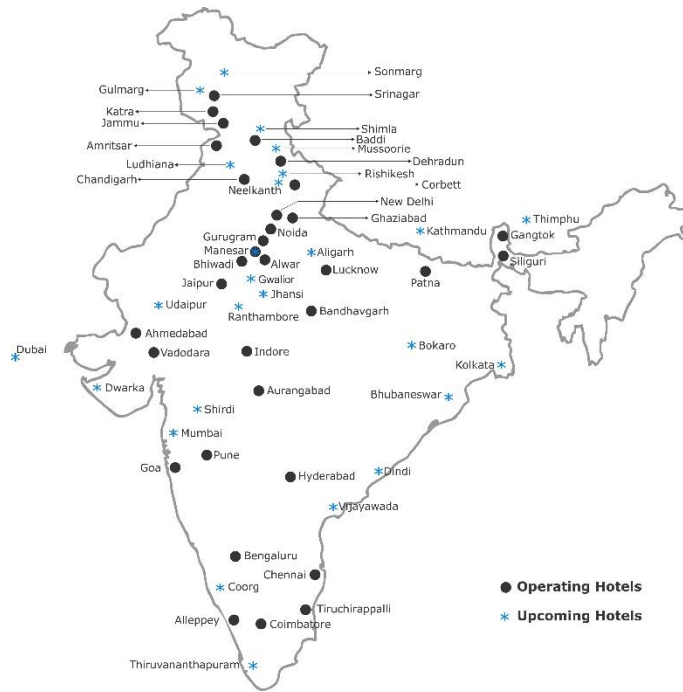 Sonmarg
Gulmarg
Srinagar
Katra
Jammu
Shimla
Baddi
Amritsar
Mussoorie
Ludhiana
Dehradun
Chandigarh
Rishikesh
Neelkanth
Corbett
New Delhi
Ghaziabad
Thimphu
Noida
Kathmandu
Gangtok
Gurugram
Manesar
Aligarh
Bhiwadi
Alwar
Siliguri
Lucknow
Patna
Jaipur
Gwalior
Jhansi
Udaipur
Ranthambore
Bandhavgarh
Ahmedabad
Dubai
Vadodara
Indore
Bokaro
Kolkata
Dwarka
Aurangabad
Bhubaneswar
Shirdi
Mumbai
Pune
Goa
Hyderabad
Dindi
Vijayawada
Bengaluru
Chennai
Coorg
Operating Hotels
Tiruchirappalli
Upcoming Hotels
Alleppey
Coimbatore
Thiruvananthapuram